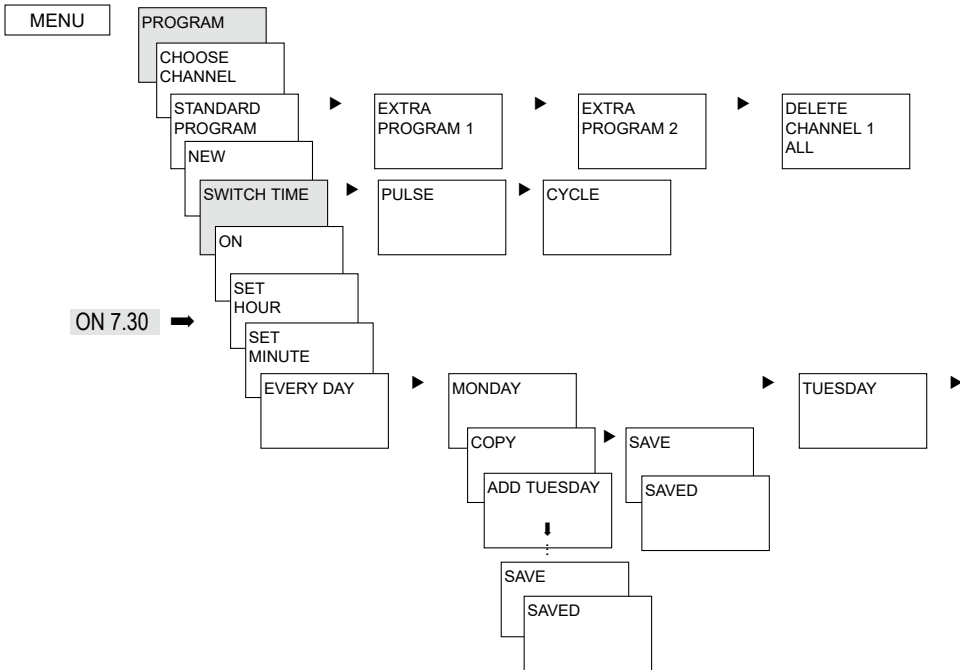 MENU
PROGRAM
CHOOSE
CHANNEL
STANDARD
PROGRAM
EXTRA
PROGRAM 1
EXTRA
PROGRAM 2
DELETE
CHANNEL 1
ALL
NEW
SWITCH TIME
PULSE
CYCLE
ON
SET
HOUR
ON 7.30
SET
MINUTE
EVERY DAY
MONDAY
TUESDAY
COPY
SAVE
ADD TUESDAY
SAVED
SAVE
SAVED